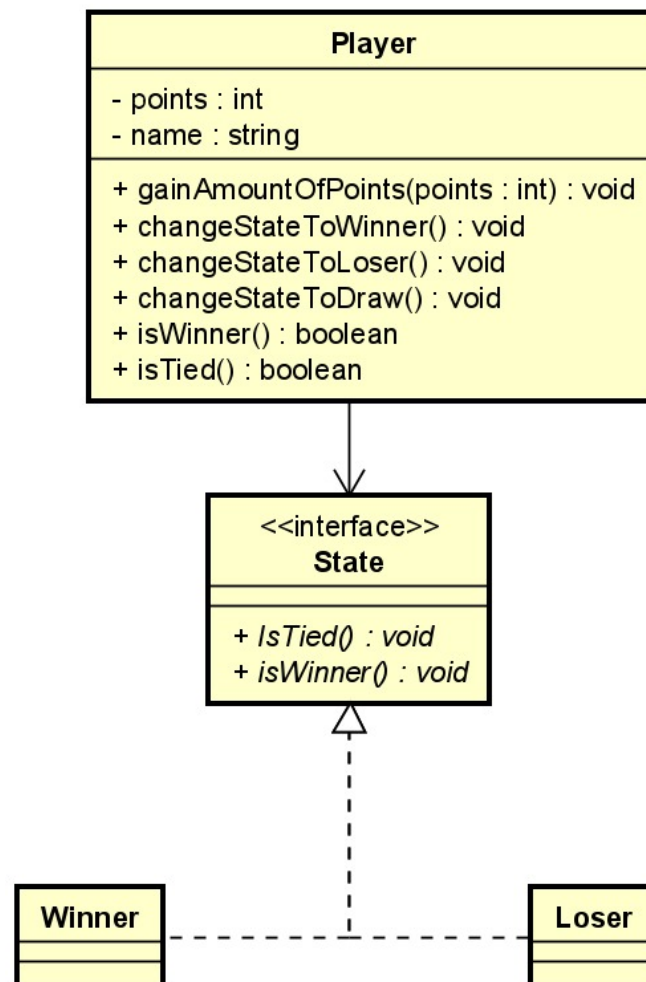 Player
- points : int
- name : string
+ gainAmountOfPoints(points : int) : void
+ changeStateToWinner() : void
+ changeStateToLoser() : void
+ changeStateToDraw() : void
+ isWinner() : boolean
+ isTied() : boolean
<<interface>>
State
+ IsTied() : void
+ isWinner() : void
Winner
Loser